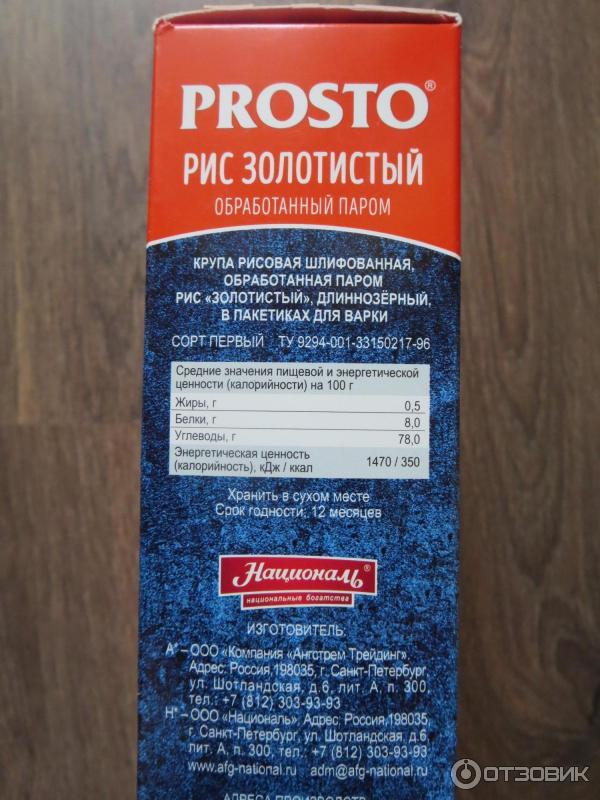 PROSTO®
РИС ЗОЛОТИСТЫЙ
ОБРАБОТАННЫЙ ПАРОМ
КРУПА РИСОВАЯ ШЛИФОВАННАЯ,
ОБРАБОТАННАЯ ПАРОМ
РИС «ЗОЛОТИСТЫЙ», ДЛИННОЗЁРНЫЙ,
В ПАКЕТИКАХ ДЛЯ ВАРКИ
СОРТ ПЕРВЫЙ ТУ 9294-001-33150217-96
Средние значения пищевой и энергетической
ценности (калорийности) на 100 г
Жиры, г 0,5
Белки, г 8,0
Углеводы, г 78,0
Энергетическая ценность
(калорийность), кДж / ккал 1470 / 350
Хранить в сухом месте
Срок годности: 12 месяцев
Националь®
национальные богатства
ИЗГОТОВИТЕЛЬ:
А* – ООО «Компания «Ангстрем Трейдинг».
Адрес: Россия,198035, г. Санкт-Петербург,
ул. Шотландская, д.6, лит. А, п. 300,
тел.: +7 (812) 303-93-93
Н* – ООО «Националь», Адрес: Россия,198035,
г. Санкт-Петербург, ул. Шотландская, д.6,
лит. А, п. 300, тел.: +7 (812) 303-93-93
www.afg-national.ru adm@afg-national.ru
АДРЕСА ПРОИЗВОДСТВ:
ОТЗОВИК